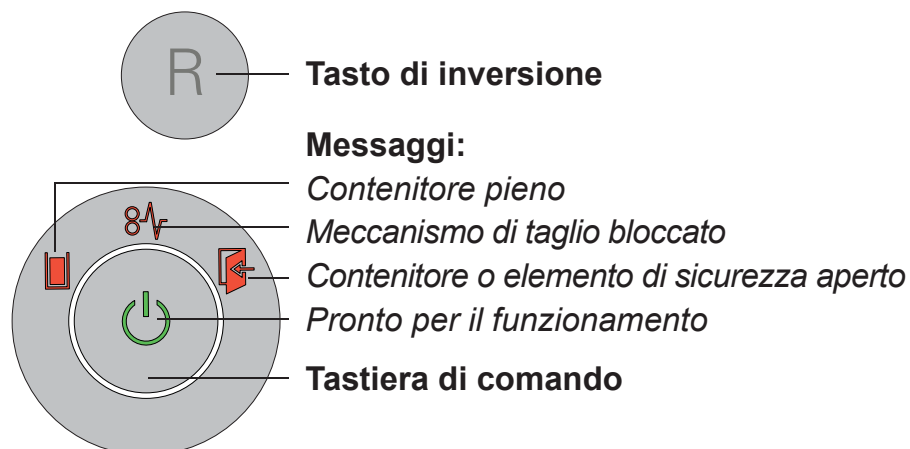 R
Tasto di inversione
Messaggi:
Contenitore pieno
Meccanismo di taglio bloccato
Contenitore o elemento di sicurezza aperto
Pronto per il funzionamento
Tastiera di comando